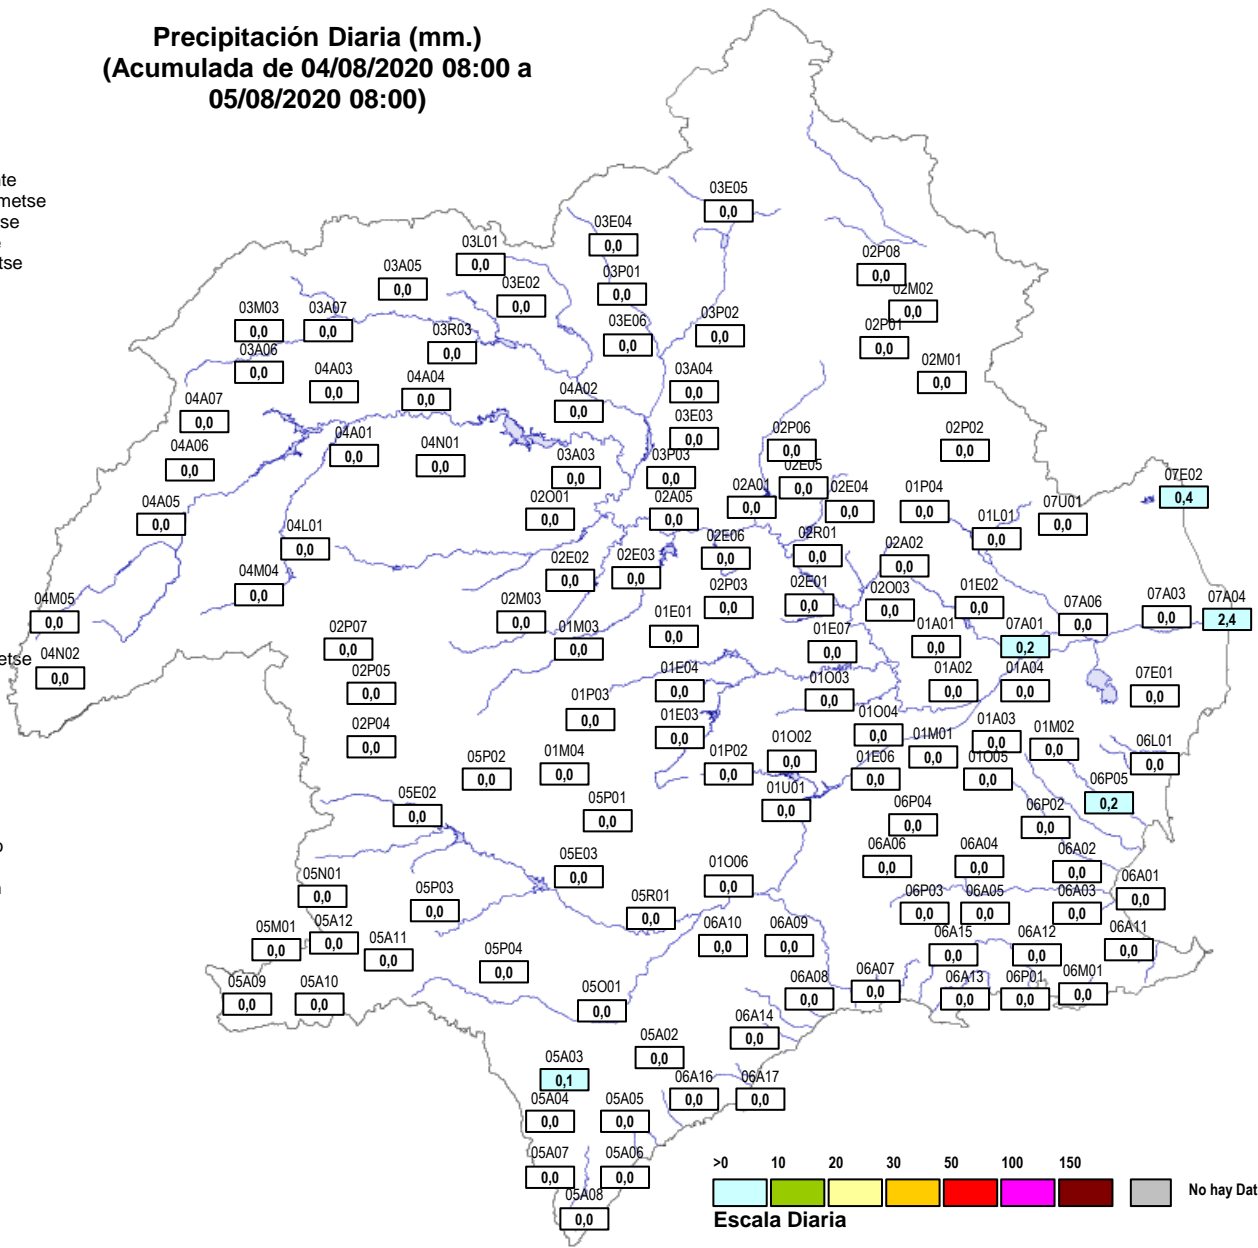 Precipitación Diaria (mm.)
(Acumulada de 04/08/2020 08:00 a
05/08/2020 08:00)
03E05
0,0
03E04
0,0
03L01
0,0
02P08
0,0
03A05
0,0
03P01
0,0
03E02
0,0
02M02
0,0
03M03
0,0
03A07
0,0
03P02
0,0
03E06
0,0
03R03
0,0
02P01
0,0
03A06
0,0
02M01
0,0
04A03
0,0
04A04
0,0
03A04
0,0
04A02
0,0
04A07
0,0
03E03
0,0
02P06
0,0
02P02
0,0
04A01
0,0
04N01
0,0
04A06
0,0
03A03
0,0
03P03
0,0
02E05
0,0
07E02
0,4
02A01
0,0
02E04
0,0
01P04
0,0
04A05
0,0
02O01
0,0
02A05
0,0
07U01
0,0
01L01
0,0
04L01
0,0
02E06
0,0
02R01
0,0
02A02
0,0
02E02
0,0
02E03
0,0
04M04
0,0
02P03
0,0
02E01
0,0
02O03
0,0
01E02
0,0
07A03
0,0
07A04
2,4
04M05
0,0
02M03
0,0
01E01
0,0
07A06
0,0
02P07
0,0
01M03
0,0
01E07
0,0
01A01
0,0
07A01
0,2
04N02
0,0
02P05
0,0
01E04
0,0
01O03
0,0
01A02
0,0
01A04
0,0
07E01
0,0
01P03
0,0
01E03
0,0
01O04
0,0
01A03
0,0
01M02
0,0
02P04
0,0
01O02
0,0
01M01
0,0
06L01
0,0
05P02
0,0
01M04
0,0
01P02
0,0
01E06
0,0
01O05
0,0
06P05
0,2
05E02
0,0
05P01
0,0
01U01
0,0
06P04
0,0
06P02
0,0
05E03
0,0
06A06
0,0
06A04
0,0
06A02
0,0
05N01
0,0
01O06
0,0
06A01
0,0
05P03
0,0
05R01
0,0
06P03
0,0
06A05
0,0
06A03
0,0
05M01
0,0
05A12
0,0
05A11
0,0
06A10
0,0
06A09
0,0
06A15
0,0
06A12
0,0
06A11
0,0
05P04
0,0
05A09
0,0
05A10
0,0
05O01
0,0
06A08
0,0
06A07
0,0
06A13
0,0
06P01
0,0
06M01
0,0
06A14
0,0
05A02
0,0
05A03
0,1
06A16
0,0
06A17
0,0
05A04
0,0
05A05
0,0
05A07
0,0
05A06
0,0
05A08
0,0
>0 10 20 30 50 100 150
No hay Dat
Escala Diaria